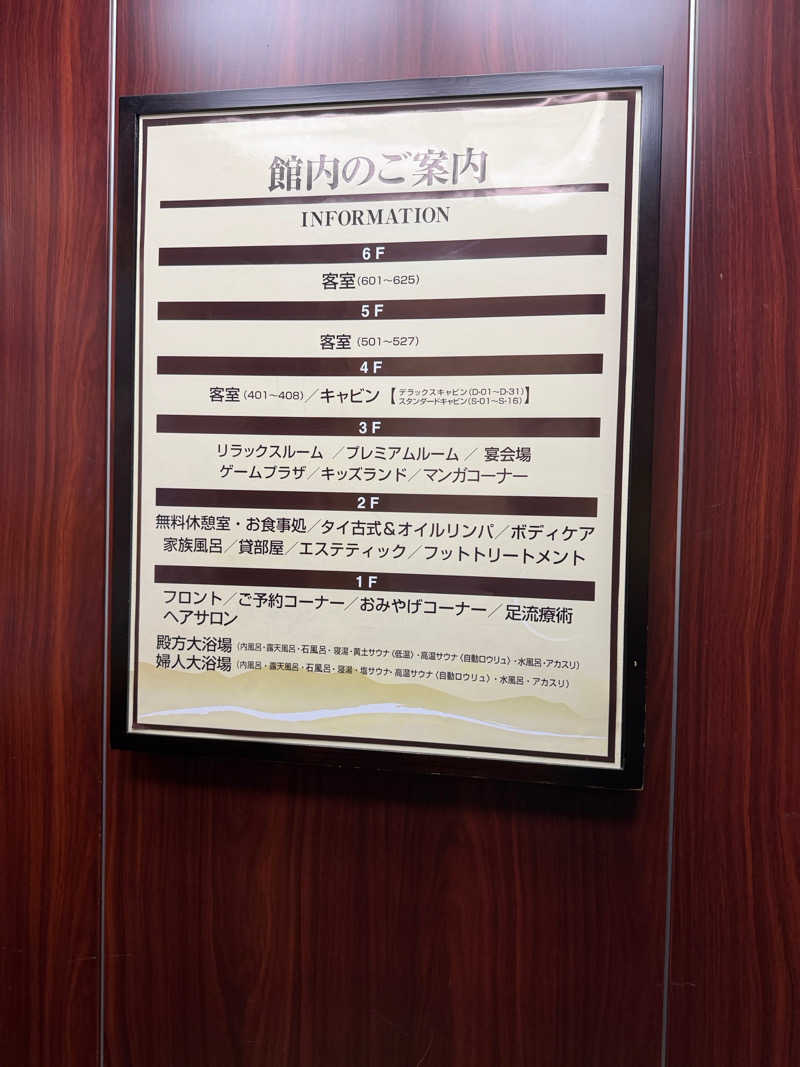 館内のご案内
INFORMATION
6F
客室(601〜625)
5F
客室(501〜527)
4F
客室(401〜408)／キャビン【デラックスキャビン(D-01〜D-31)
スタンダードキャビン(S-01〜S-16)】
3F
リラックスルーム／プレミアムルーム／宴会場
ゲームプラザ／キッズランド／マンガコーナー
2F
無料休憩室・お食事処／タイ古式＆オイルリンパ／ボディケア
家族風呂／貸部屋／エステティック／フットトリートメント
1F
フロント／ご予約コーナー／おみやげコーナー／足流療術
ヘアサロン
殿方大浴場(内風呂・露天風呂・石風呂・寝湯・黄土サウナ〈低温〉・高温サウナ〈自動ロウリュ〉・水風呂・アカスリ)
婦人大浴場(内風呂・露天風呂・石風呂・寝湯・塩サウナ・高温サウナ〈自動ロウリュ〉・水風呂・アカスリ)